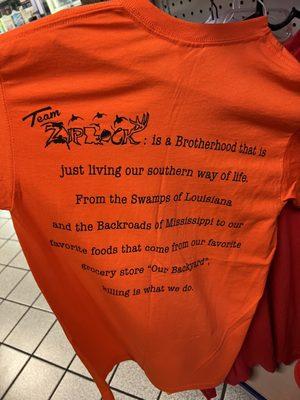 Team
ZIPLOCK: is a Brotherhood that is
just living our southern way of life.
From the Swamps of Louisiana
and the Backroads of Mississippi to our
favorite foods that come from our favorite
grocery store "Our Backyard",
killing is what we do.